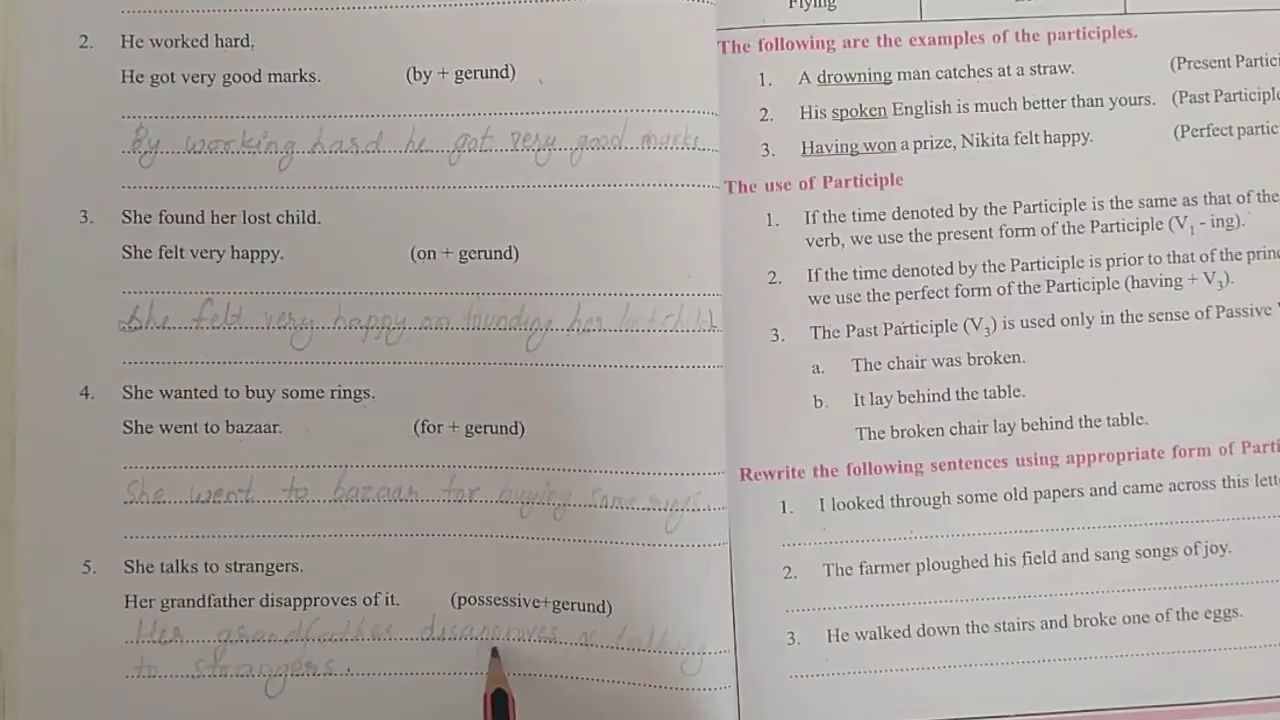 2. He worked hard,
He got very good marks. (by + gerund)
By working hard he got very good marks
3. She found her lost child.
She felt very happy. (on + gerund)
She felt very happy on founding her lost child
4. She wanted to buy some rings.
She went to bazaar. (for + gerund)
She went to bazaar for buying some rings.
5. She talks to strangers.
Her grandfather disapproves of it. (possessive+gerund)
Her grandfather disapproves of talking
to strangers.
Flying
The following are the examples of the participles.
1. A drowning man catches at a straw. (Present Partici
2. His spoken English is much better than yours. (Past Participle
3. Having won a prize, Nikita felt happy. (Perfect partic
The use of Participle
1. If the time denoted by the Participle is the same as that of the
verb, we use the present form of the Participle (V₁ - ing).
2. If the time denoted by the Participle is prior to that of the princ
we use the perfect form of the Participle (having + V₃).
3. The Past Participle (V₃) is used only in the sense of Passive
a. The chair was broken.
b. It lay behind the table.
The broken chair lay behind the table.
Rewrite the following sentences using appropriate form of Parti
1. I looked through some old papers and came across this lett
2. The farmer ploughed his field and sang songs of joy.
3. He walked down the stairs and broke one of the eggs.